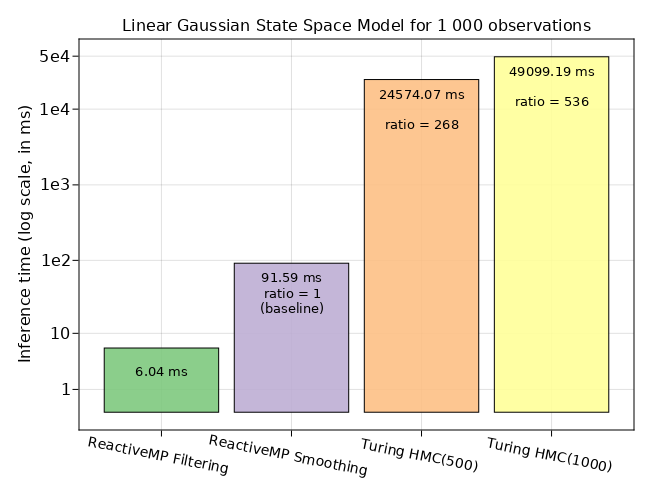 Linear Gaussian State Space Model for 1 000 observations
Inference time (log scale, in ms)
5e4
1e4
1e3
1e2
10
1
6.04 ms
91.59 ms
ratio = 1
(baseline)
24574.07 ms
ratio = 268
49099.19 ms
ratio = 536
ReactiveMP Filtering
ReactiveMP Smoothing
Turing HMC(500)
Turing HMC(1000)